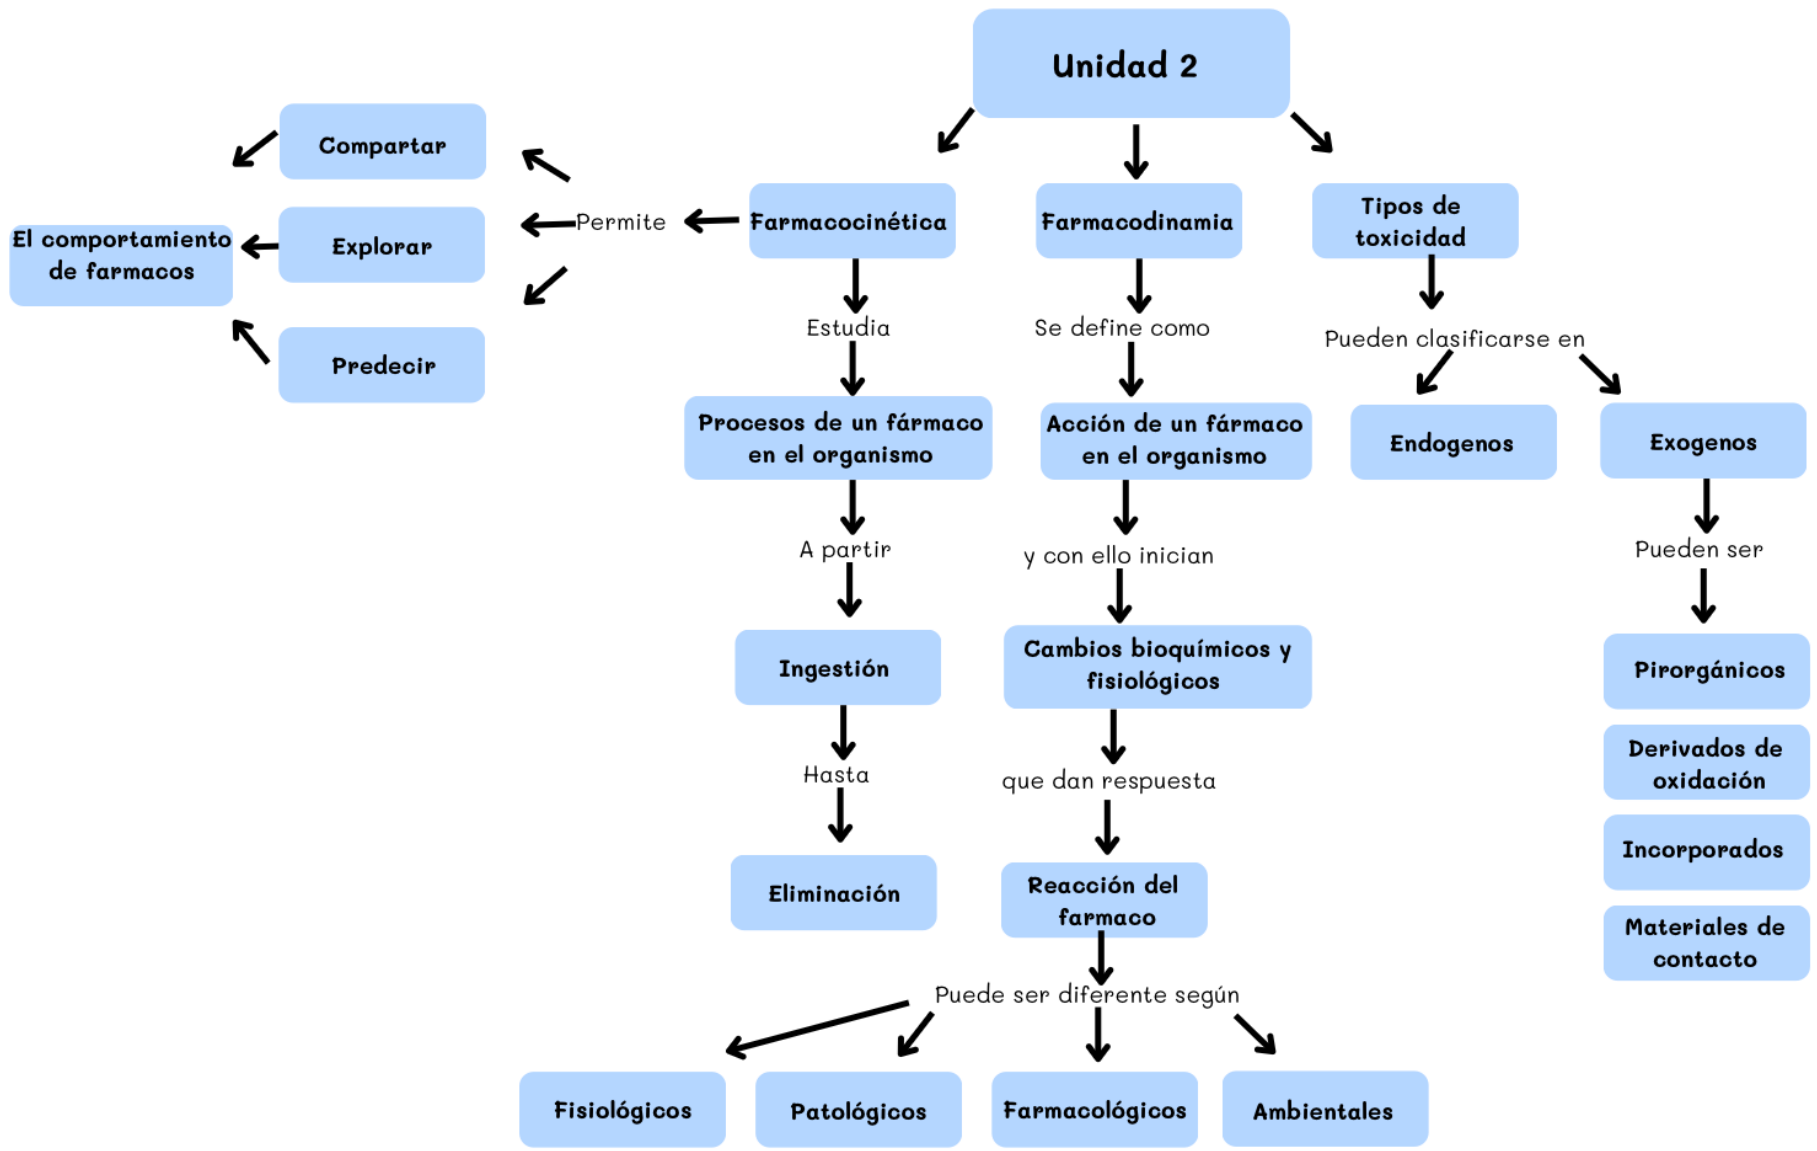 Unidad 2
Compartar
Explorar
Predecir
El comportamiento
de farmacos
Permite
Farmacocinética
Estudia
Procesos de un fármaco
en el organismo
A partir
Ingestión
Hasta
Eliminación
Farmacodinamia
Se define como
Acción de un fármaco
en el organismo
y con ello inician
Cambios bioquímicos y
fisiológicos
que dan respuesta
Reacción del
farmaco
Puede ser diferente según
Fisiológicos
Patológicos
Farmacológicos
Ambientales
Tipos de
toxicidad
Pueden clasificarse en
Endogenos
Exogenos
Pueden ser
Pirorgánicos
Derivados de
oxidación
Incorporados
Materiales de
contacto